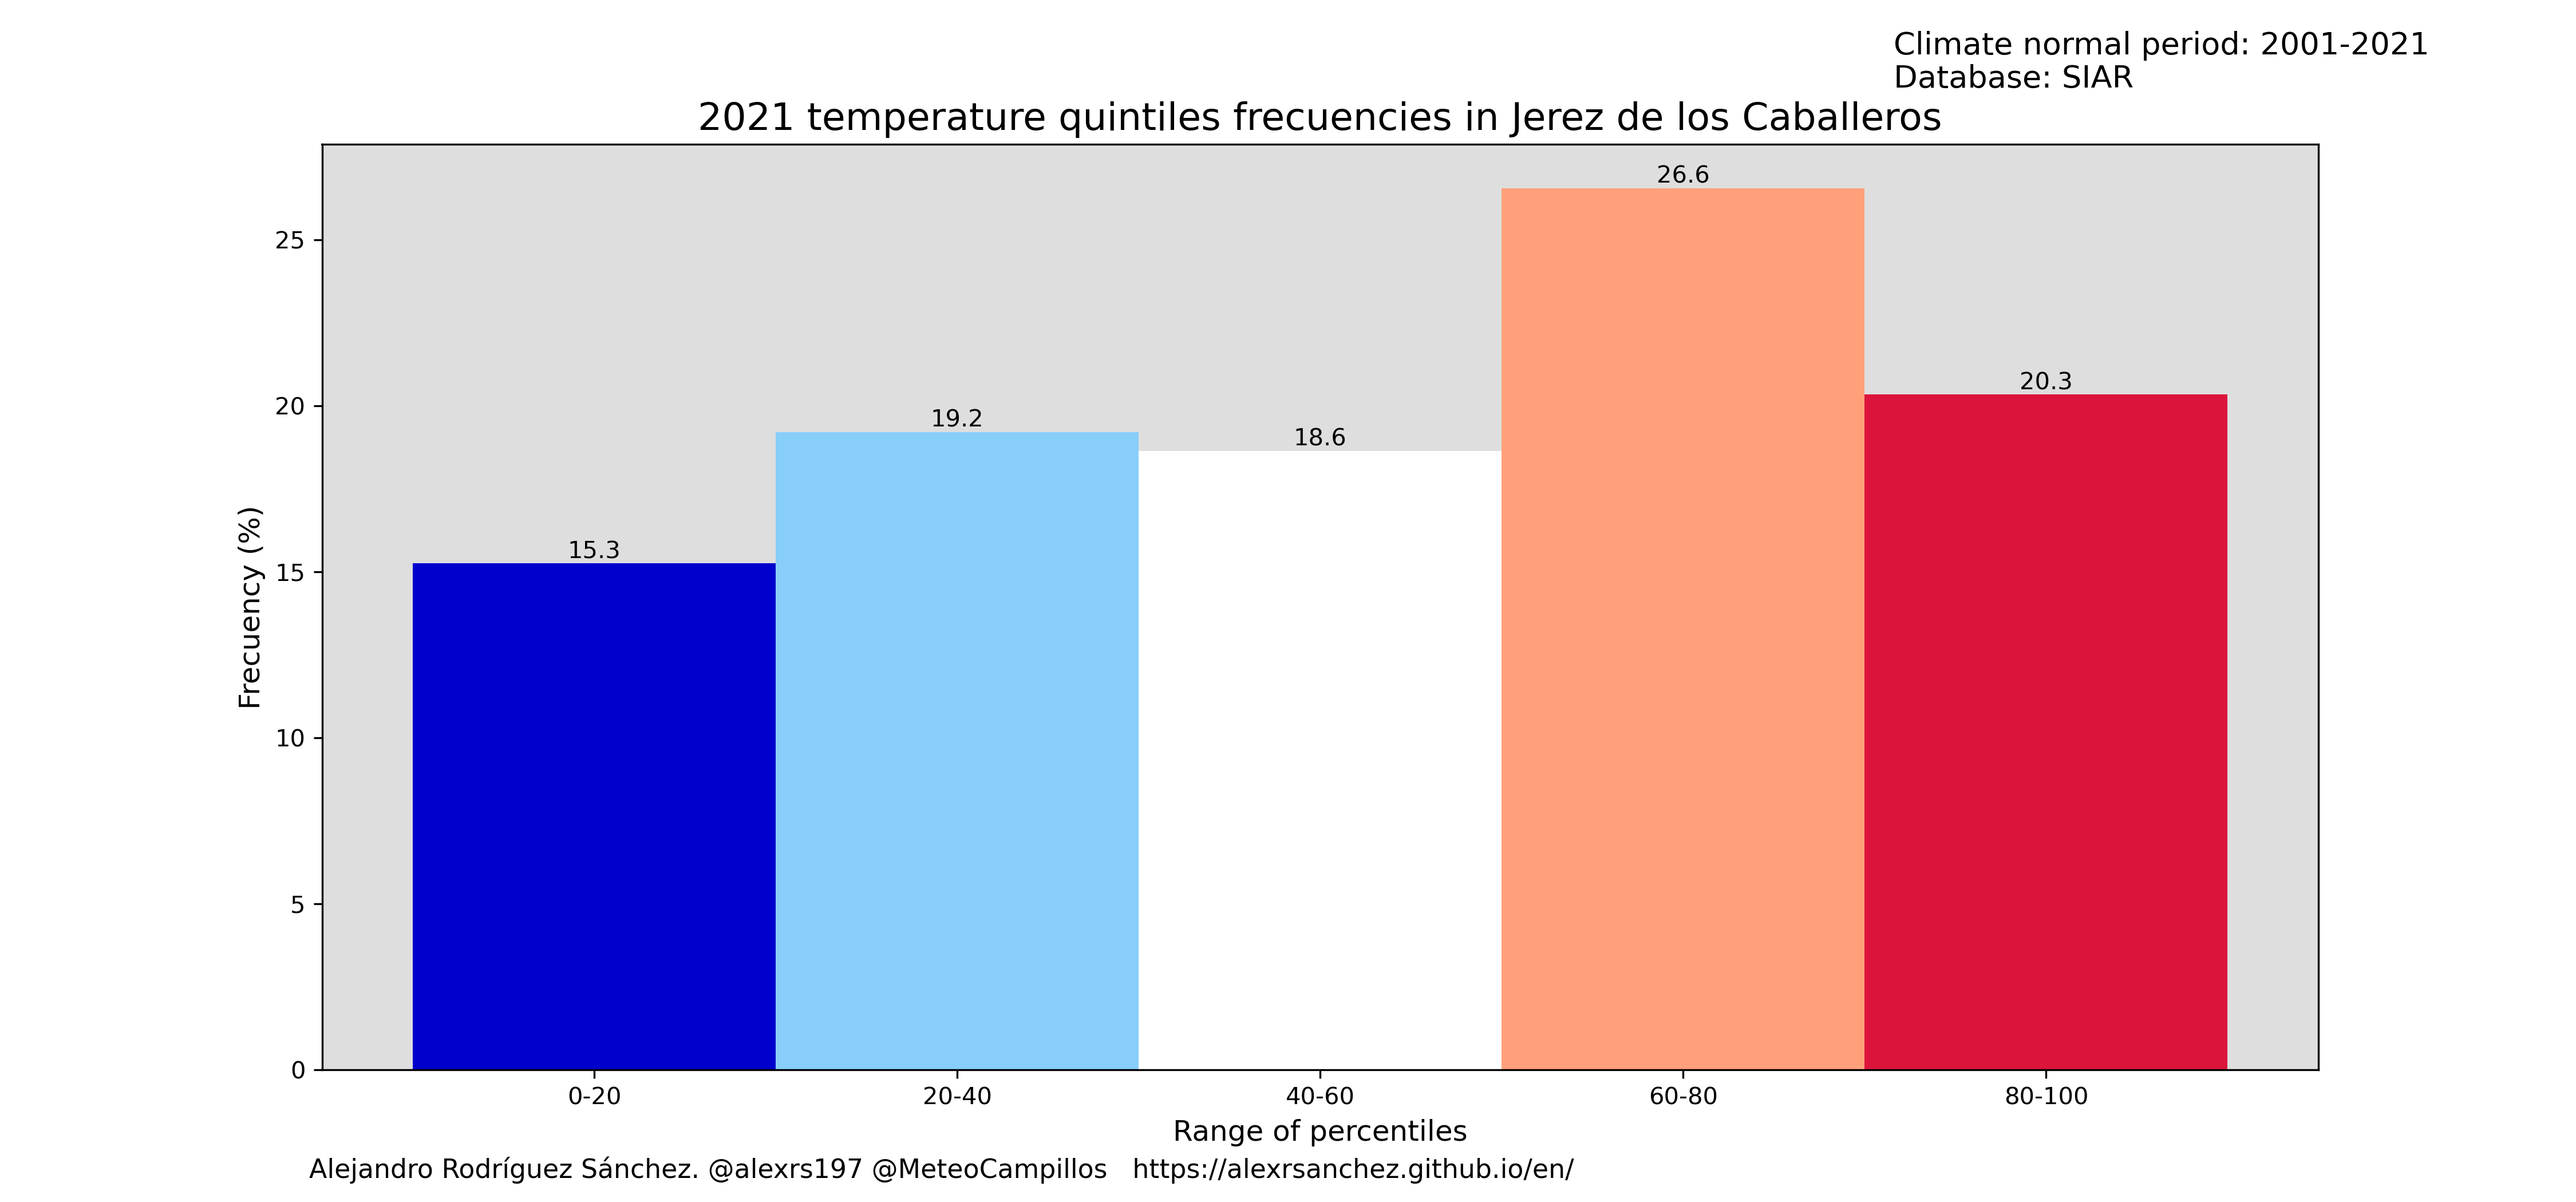 Climate normal period: 2001-2021
Database: SIAR
2021 temperature quintiles frecuencies in Jerez de los Caballeros
Frecuency (%)
25
20
15
10
5
0
15.3
19.2
18.6
26.6
20.3
0-20
20-40
40-60
60-80
80-100
Range of percentiles
Alejandro Rodríguez Sánchez. @alexrs197 @MeteoCampillos   https://alexrsanchez.github.io/en/